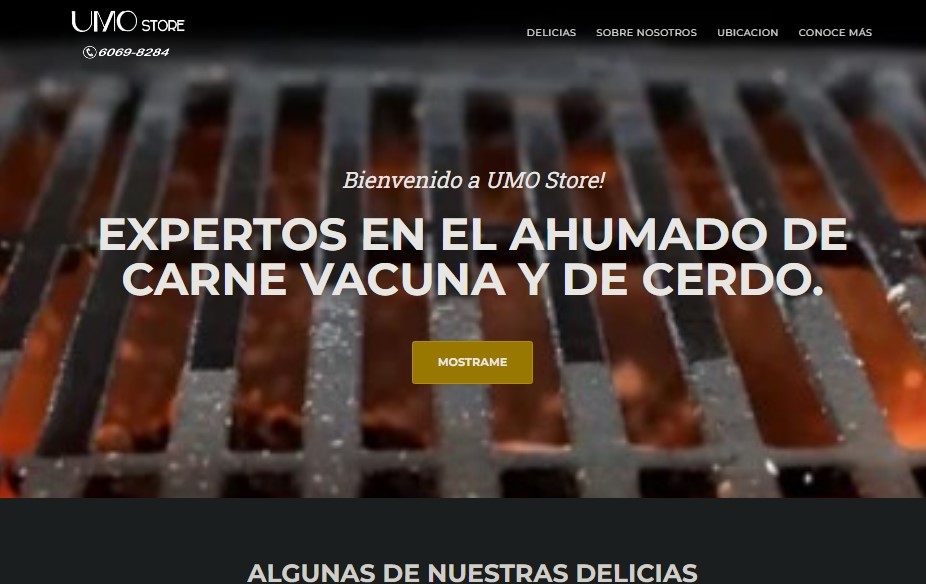 UMO STORE
6069-8284
DELICIAS
SOBRE NOSOTROS
UBICACION
CONOCE MÁS
Bienvenido a UMO Store!
EXPERTOS EN EL AHUMADO DE
CARNE VACUNA Y DE CERDO.
MOSTRAME
ALGUNAS DE NUESTRAS DELICIAS